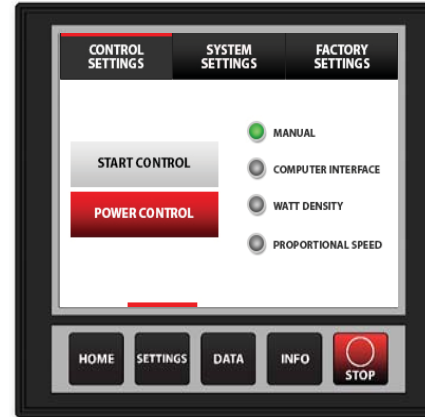 CONTROL
SETTINGS
SYSTEM
SETTINGS
FACTORY
SETTINGS
MANUAL
START CONTROL
COMPUTER INTERFACE
POWER CONTROL
WATT DENSITY
PROPORTIONAL SPEED
HOME
SETTINGS
DATA
INFO
STOP